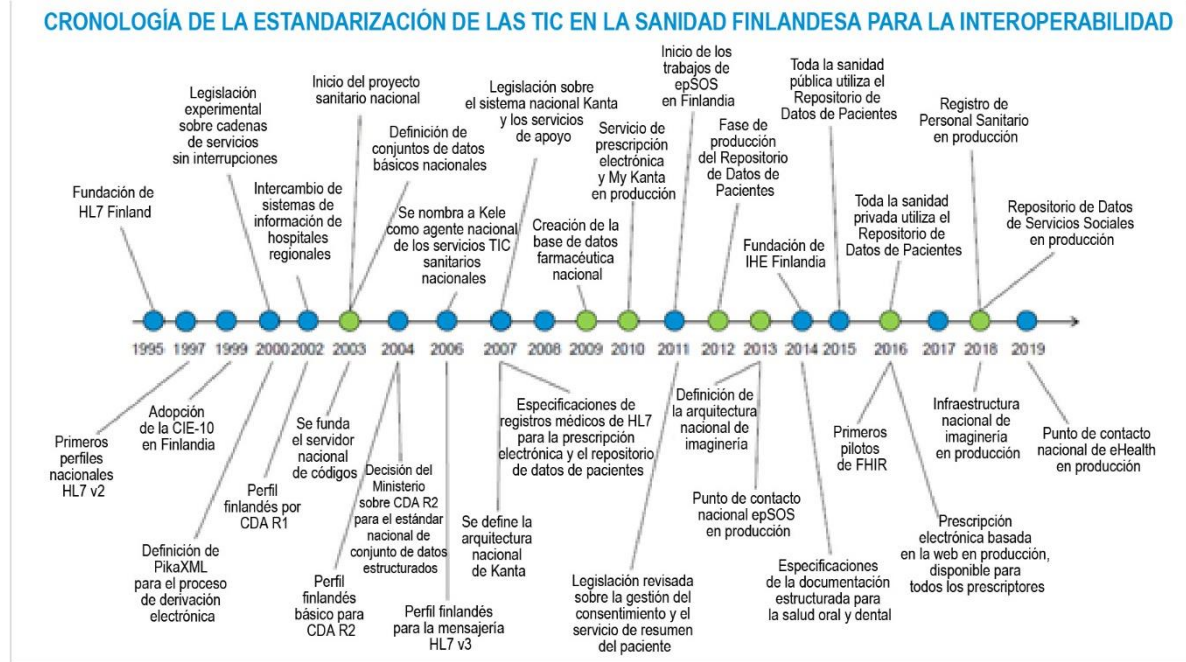 CRONOLOGÍA DE LA ESTANDARIZACIÓN DE LAS TIC EN LA SANIDAD FINLANDESA PARA LA INTEROPERABILIDAD
Fundación de
HL7 Finland
Legislación
experimental
sobre cadenas
de servicios
sin interrupciones
Intercambio de
sistemas de
información de
hospitales
regionales
Inicio del proyecto
sanitario nacional
Definición de
conjuntos de datos
básicos nacionales
Se nombra a Kele
como agente nacional
de los servicios TIC
sanitarios
nacionales
Legislación sobre
el sistema nacional Kanta
y los servicios
de apoyo
Creación de la
base de datos
farmacéutica
nacional
Servicio de
prescripción
electrónica
y My Kanta
en producción
Inicio de los
trabajos de
epSOS
en Finlandia
Fase de
producción
del Repositorio
de Datos de
Pacientes
Fundación de
IHE Finlandia
Toda la sanidad
pública utiliza el
Repositorio de
Datos de Pacientes
Toda la sanidad
privada utiliza el
Repositorio de
Datos de Pacientes
Registro de
Personal Sanitario
en producción
Repositorio de Datos
de Servicios Sociales
en producción
1995 1997 1999 2000 2002 2003 2004 2006 2007 2008 2009 2010 2011 2012 2013 2014 2015 2016 2017 2018 2019
Primeros
perfiles
nacionales
HL7 v2
Adopción
de la CIE-10
en Finlandia
Definición de
PikaXML
para el proceso
de derivación
electrónica
Perfil
finlandés por
CDA R1
Se funda
el servidor
nacional
de códigos
Perfil
finlandés
básico para
CDA R2
Decisión del
Ministerio
sobre CDA R2
para el estándar
nacional de
conjunto de datos
estructurados
Perfil finlandés
para la mensajería
HL7 v3
Se define la
arquitectura
nacional
de Kanta
Especificaciones de
registros médicos de HL7
para la prescripción
electrónica y el repositorio
de datos de pacientes
Legislación revisada
sobre la gestión del
consentimiento y el
servicio de resumen
del paciente
Definición de
la arquitectura
nacional de
imaginería
Punto de contacto
nacional epSOS
en producción
Especificaciones
de la documentación
estructurada para
la salud oral y dental
Primeros
pilotos
de FHIR
Prescripción
electrónica basada
en la web en producción,
disponible para
todos los prescriptores
Infraestructura
nacional de
imaginería en
producción
Punto de contacto
nacional de eHealth
en producción